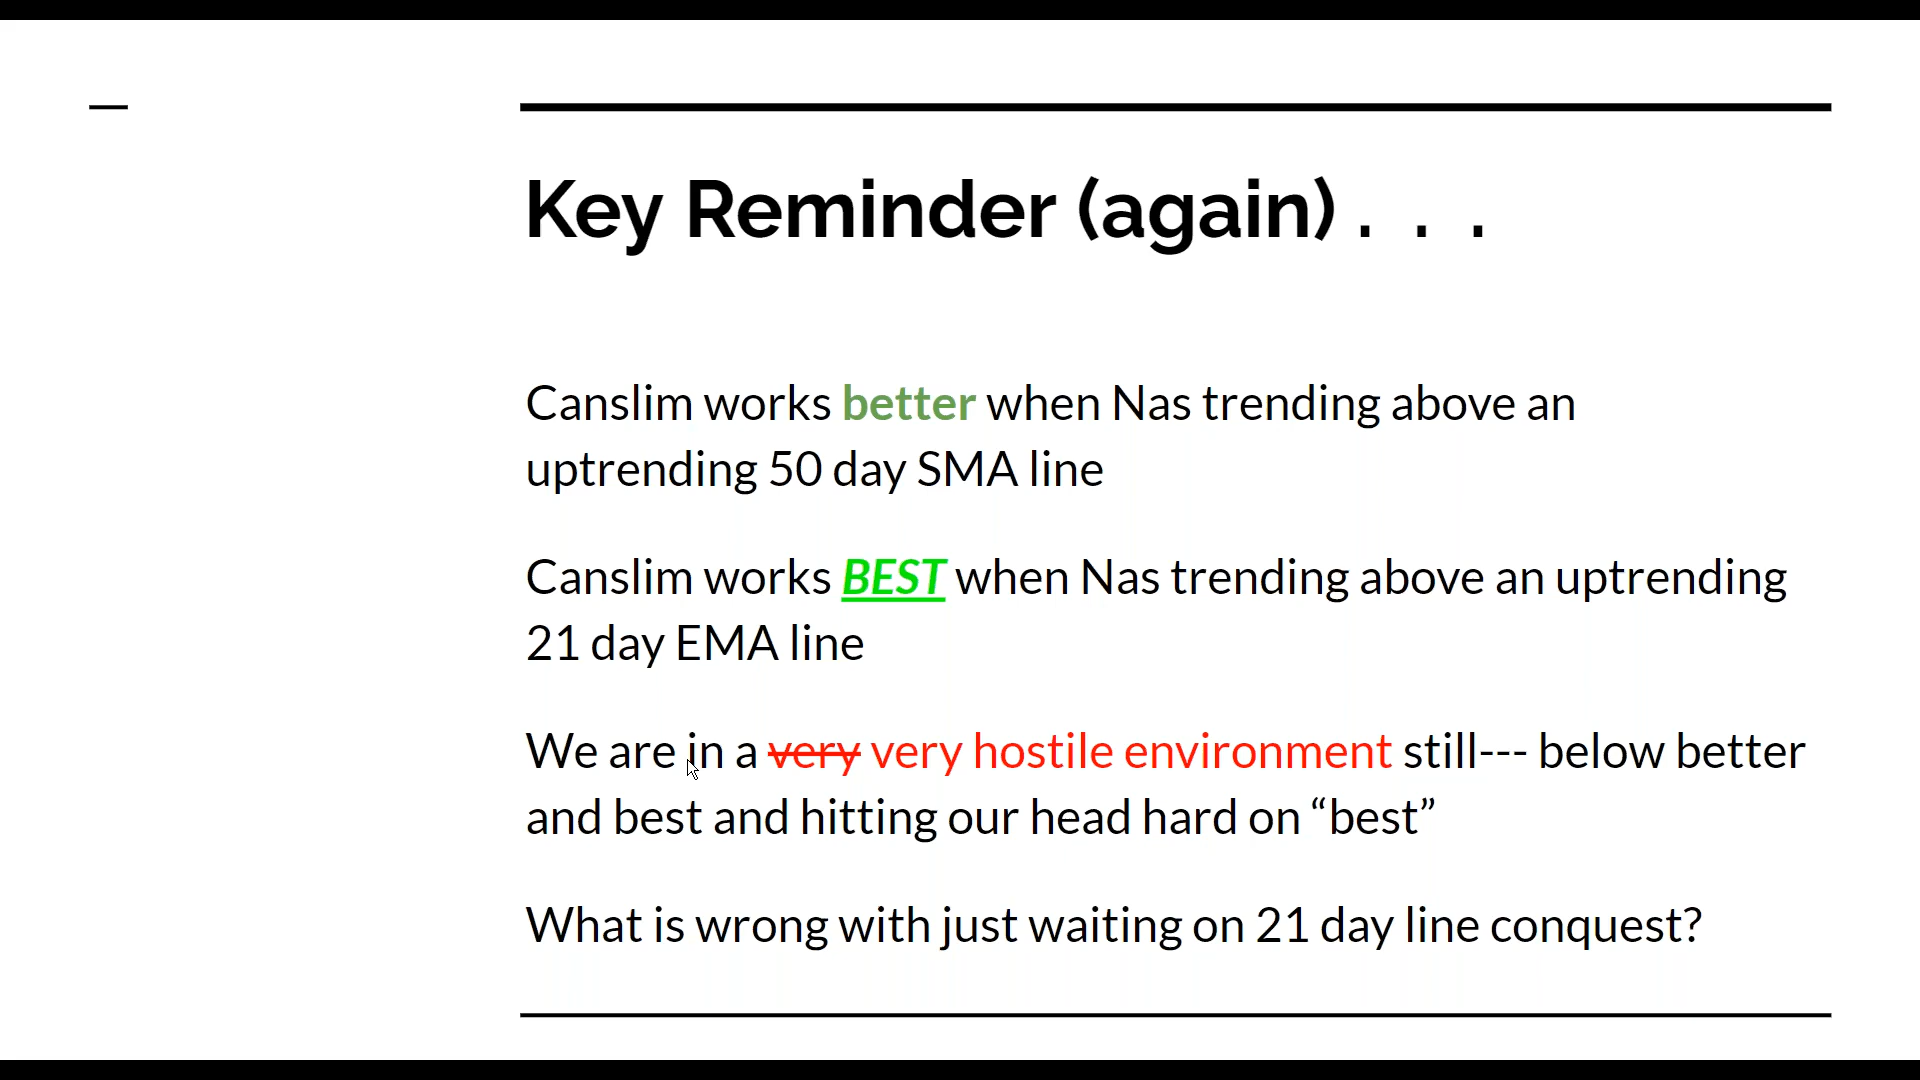 Key Reminder (again) . . .
Canslim works better when Nas trending above an
uptrending 50 day SMA line
Canslim works BEST when Nas trending above an uptrending
21 day EMA line
We are in a very very hostile environment still--- below better
and best and hitting our head hard on “best”
What is wrong with just waiting on 21 day line conquest?